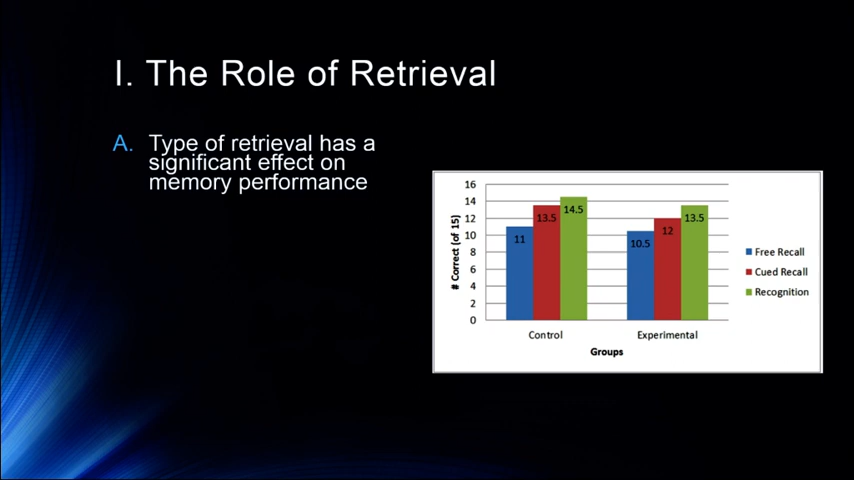 I. The Role of Retrieval
A. Type of retrieval has a
significant effect on
memory performance
16
14
12
10
8
6
4
2
0
# Correct (of 15)
11
13.5
14.5
10.5
12
13.5
Control
Experimental
Groups
Free Recall
Cued Recall
Recognition